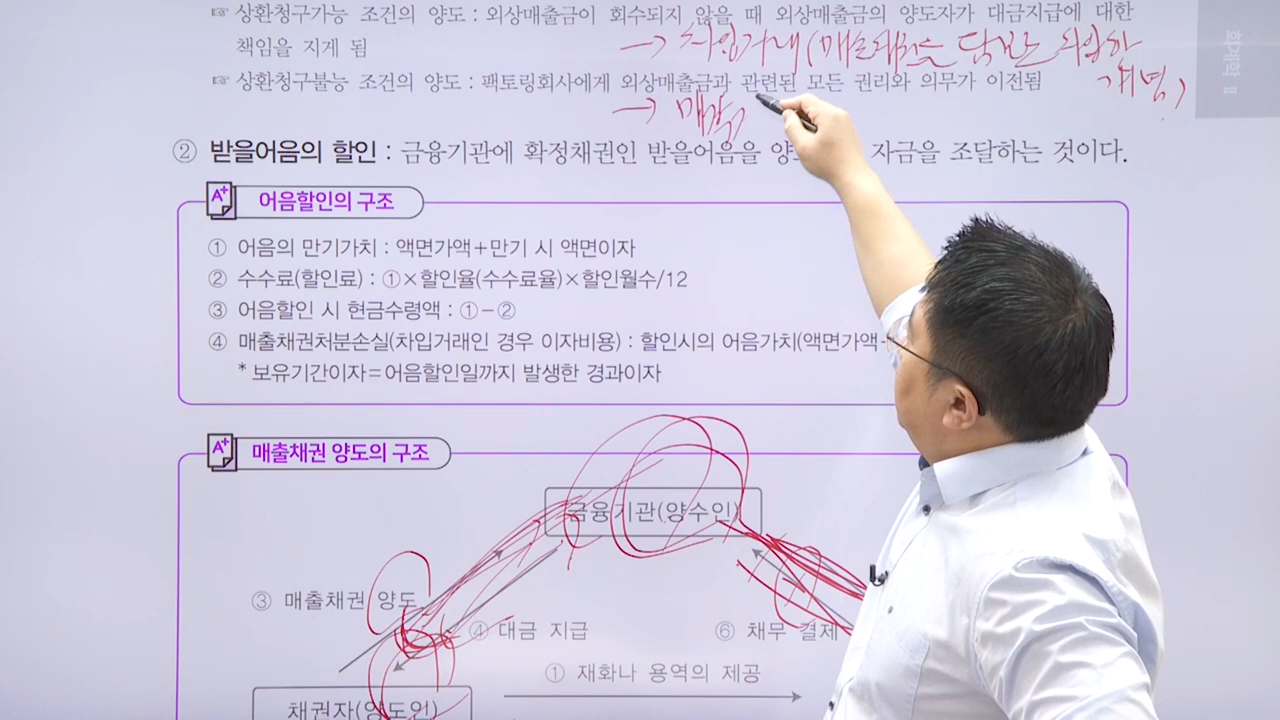 ☞ 상환청구가능 조건의 양도 : 외상매출금이 회수되지 않을 때 외상매출금의 양도자가 대금지급에 대한
책임을 지게 됨
→ 차입거래(매출채권 담보 차입
개념)
☞ 상환청구불능 조건의 양도 : 팩토링회사에게 외상매출금과 관련된 모든 권리와 의무가 이전됨
→ 매각
② 받을어음의 할인 : 금융기관에 확정채권인 받을어음을 자금을 조달하는 것이다.
A+ 어음할인의 구조
① 어음의 만기가치 : 액면가액+만기 시 액면이자
② 수수료(할인료) : ①×할인율(수수료율)×할인월수/12
③ 어음할인 시 현금수령액 : ①-②
④ 매출채권처분손실(차입거래인 경우 이자비용) : 할인시의 어음가치(액면가액
* 보유기간이자=어음할인일까지 발생한 경과이자
A+ 매출채권 양도의 구조
금융기관(양수인)
③ 매출채권 양도
④ 대금 지급
⑥ 채무 결제
① 재화나 용역의 제공
채권자(양도인)
회계학 Ⅱ